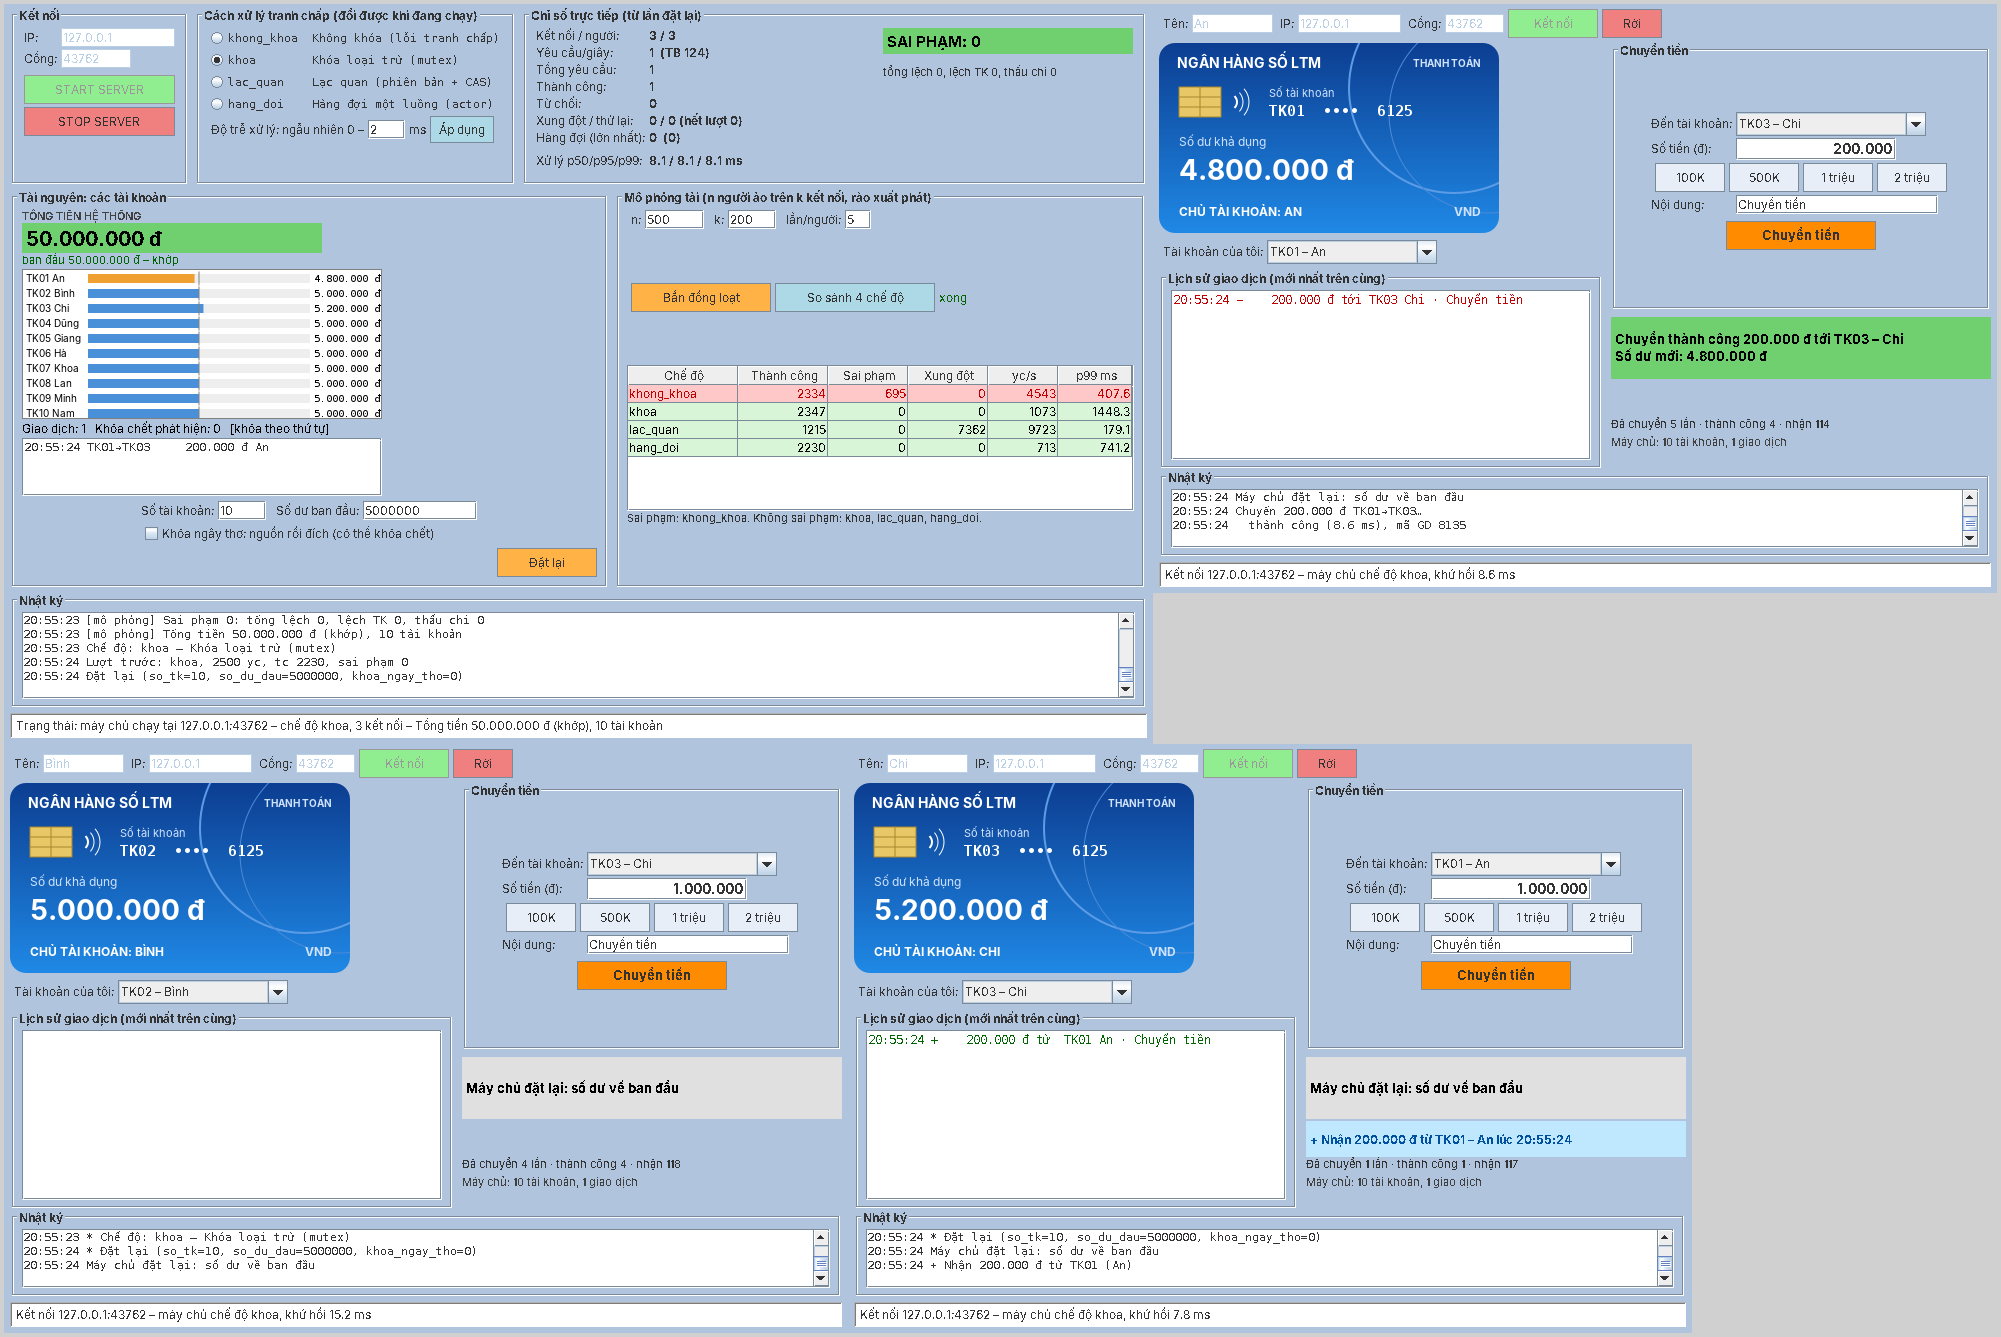 Kết nối
IP: 127.0.0.1
Cổng: 43762
START SERVER
STOP SERVER
Cách xử lý tranh chấp (đổi được khi đang chạy)
khong_khoa Không khóa (lỗi tranh chấp)
khoa Khóa loại trừ (mutex)
lac_quan Lạc quan (phiên bản + CAS)
hang_doi Hàng đợi một luồng (actor)
Độ trễ xử lý: ngẫu nhiên 0 – 2 ms Áp dụng
Chỉ số trực tiếp (từ lần đặt lại)
Kết nối / người: 3 / 3
Yêu cầu/giây: 1 (TB 124)
Tổng yêu cầu: 1
Thành công: 1
Từ chối: 0
Xung đột / thử lại: 0 / 0 (hết lượt 0)
Hàng đợi (lớn nhất): 0 (0)
Xử lý p50/p95/p99: 8.1 / 8.1 / 8.1 ms
SAI PHẠM: 0
tổng lệch 0, lệch TK 0, thấu chi 0
Tài nguyên: các tài khoản
TỔNG TIỀN HỆ THỐNG
50.000.000 đ
ban đầu 50.000.000 đ – khớp
TK01 An 4.800.000 đ
TK02 Bình 5.000.000 đ
TK03 Chi 5.200.000 đ
TK04 Dũng 5.000.000 đ
TK05 Giang 5.000.000 đ
TK06 Hà 5.000.000 đ
TK07 Khoa 5.000.000 đ
TK08 Lan 5.000.000 đ
TK09 Minh 5.000.000 đ
TK10 Nam 5.000.000 đ
Giao dịch: 1 Khóa chết phát hiện: 0 [khóa theo thứ tự]
20:55:24 TK01→TK03 200.000 đ An
Số tài khoản: 10 Số dư ban đầu: 5000000
Khóa ngây thơ: nguồn rồi đích (có thể khóa chết)
Đặt lại
Mô phỏng tải (n người ảo trên k kết nối, rào xuất phát)
n: 500 k: 200 lần/người: 5
Bắn đồng loạt So sánh 4 chế độ xong
Chế độ Thành công Sai phạm Xung đột yc/s p99 ms
khong_khoa 2334 695 0 4543 407.6
khoa 2347 0 0 1073 1448.3
lac_quan 1215 0 7362 9723 179.1
hang_doi 2230 0 0 713 741.2
Sai phạm: khong_khoa. Không sai phạm: khoa, lac_quan, hang_doi.
Nhật ký
20:55:23 [mô phỏng] Sai phạm 0: tổng lệch 0, lệch TK 0, thấu chi 0
20:55:23 [mô phỏng] Tổng tiền 50.000.000 đ (khớp), 10 tài khoản
20:55:23 Chế độ: khoa – Khóa loại trừ (mutex)
20:55:24 Lượt trước: khoa, 2500 yc, tc 2230, sai phạm 0
20:55:24 Đặt lại (so_tk=10, so_du_dau=5000000, khoa_ngay_tho=0)
Trạng thái: máy chủ chạy tại 127.0.0.1:43762 – chế độ khoa, 3 kết nối – Tổng tiền 50.000.000 đ (khớp), 10 tài khoản
Tên: An IP: 127.0.0.1 Cổng: 43762 Kết nối Rời
NGÂN HÀNG SỐ LTM THANH TOÁN
Số tài khoản
TK01 •••• 6125
Số dư khả dụng
4.800.000 đ
CHỦ TÀI KHOẢN: AN VND
Tài khoản của tôi: TK01 – An
Chuyển tiền
Đến tài khoản: TK03 – Chi
Số tiền (đ): 200.000
100K 500K 1 triệu 2 triệu
Nội dung: Chuyển tiền
Chuyển tiền
Lịch sử giao dịch (mới nhất trên cùng)
20:55:24 – 200.000 đ tới TK03 Chi · Chuyển tiền
Chuyển thành công 200.000 đ tới TK03 – Chi
Số dư mới: 4.800.000 đ
Đã chuyển 5 lần · thành công 4 · nhận 114
Máy chủ: 10 tài khoản, 1 giao dịch
Nhật ký
20:55:24 Máy chủ đặt lại: số dư về ban đầu
20:55:24 Chuyển 200.000 đ TK01→TK03…
20:55:24 thành công (8.6 ms), mã GD 8135
Kết nối 127.0.0.1:43762 – máy chủ chế độ khoa, khứ hồi 8.6 ms
Tên: Bình IP: 127.0.0.1 Cổng: 43762 Kết nối Rời
NGÂN HÀNG SỐ LTM THANH TOÁN
Số tài khoản
TK02 •••• 6125
Số dư khả dụng
5.000.000 đ
CHỦ TÀI KHOẢN: BÌNH VND
Tài khoản của tôi: TK02 – Bình
Chuyển tiền
Đến tài khoản: TK03 – Chi
Số tiền (đ): 1.000.000
100K 500K 1 triệu 2 triệu
Nội dung: Chuyển tiền
Chuyển tiền
Lịch sử giao dịch (mới nhất trên cùng)
Máy chủ đặt lại: số dư về ban đầu
Đã chuyển 4 lần · thành công 4 · nhận 118
Máy chủ: 10 tài khoản, 1 giao dịch
Nhật ký
20:55:23 * Chế độ: khoa – Khóa loại trừ (mutex)
20:55:24 * Đặt lại (so_tk=10, so_du_dau=5000000, khoa_ngay_tho=0)
20:55:24 Máy chủ đặt lại: số dư về ban đầu
Kết nối 127.0.0.1:43762 – máy chủ chế độ khoa, khứ hồi 15.2 ms
Tên: Chi IP: 127.0.0.1 Cổng: 43762 Kết nối Rời
NGÂN HÀNG SỐ LTM THANH TOÁN
Số tài khoản
TK03 •••• 6125
Số dư khả dụng
5.200.000 đ
CHỦ TÀI KHOẢN: CHI VND
Tài khoản của tôi: TK03 – Chi
Chuyển tiền
Đến tài khoản: TK01 – An
Số tiền (đ): 1.000.000
100K 500K 1 triệu 2 triệu
Nội dung: Chuyển tiền
Chuyển tiền
Lịch sử giao dịch (mới nhất trên cùng)
20:55:24 + 200.000 đ từ TK01 An · Chuyển tiền
Máy chủ đặt lại: số dư về ban đầu
+ Nhận 200.000 đ từ TK01 – An lúc 20:55:24
Đã chuyển 1 lần · thành công 1 · nhận 117
Máy chủ: 10 tài khoản, 1 giao dịch
Nhật ký
20:55:24 * Đặt lại (so_tk=10, so_du_dau=5000000, khoa_ngay_tho=0)
20:55:24 Máy chủ đặt lại: số dư về ban đầu
20:55:24 + Nhận 200.000 đ từ TK01 (An)
Kết nối 127.0.0.1:43762 – máy chủ chế độ khoa, khứ hồi 7.8 ms